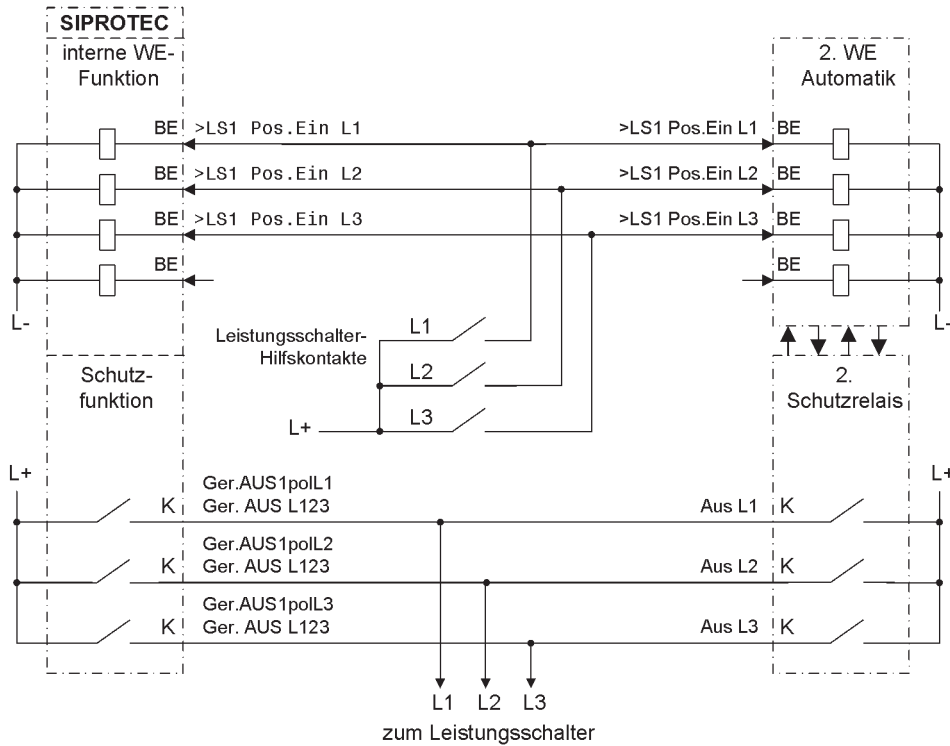 SIPROTEC
interne WE-
Funktion
2. WE
Automatik
BE >LS1 Pos.Ein L1
>LS1 Pos.Ein L1 BE
BE >LS1 Pos.Ein L2
>LS1 Pos.Ein L2 BE
BE >LS1 Pos.Ein L3
>LS1 Pos.Ein L3 BE
BE
BE
L-
L-
Leistungsschalter-
Hilfskontakte
L1
L2
L3
L+
Schutz-
funktion
2.
Schutzrelais
L+
L+
Ger.AUS1polL1
K Ger. AUS L123
Aus L1 K
Ger.AUS1polL2
K Ger. AUS L123
Aus L2 K
Ger.AUS1polL3
K Ger. AUS L123
Aus L3 K
L1 L2 L3
zum Leistungsschalter